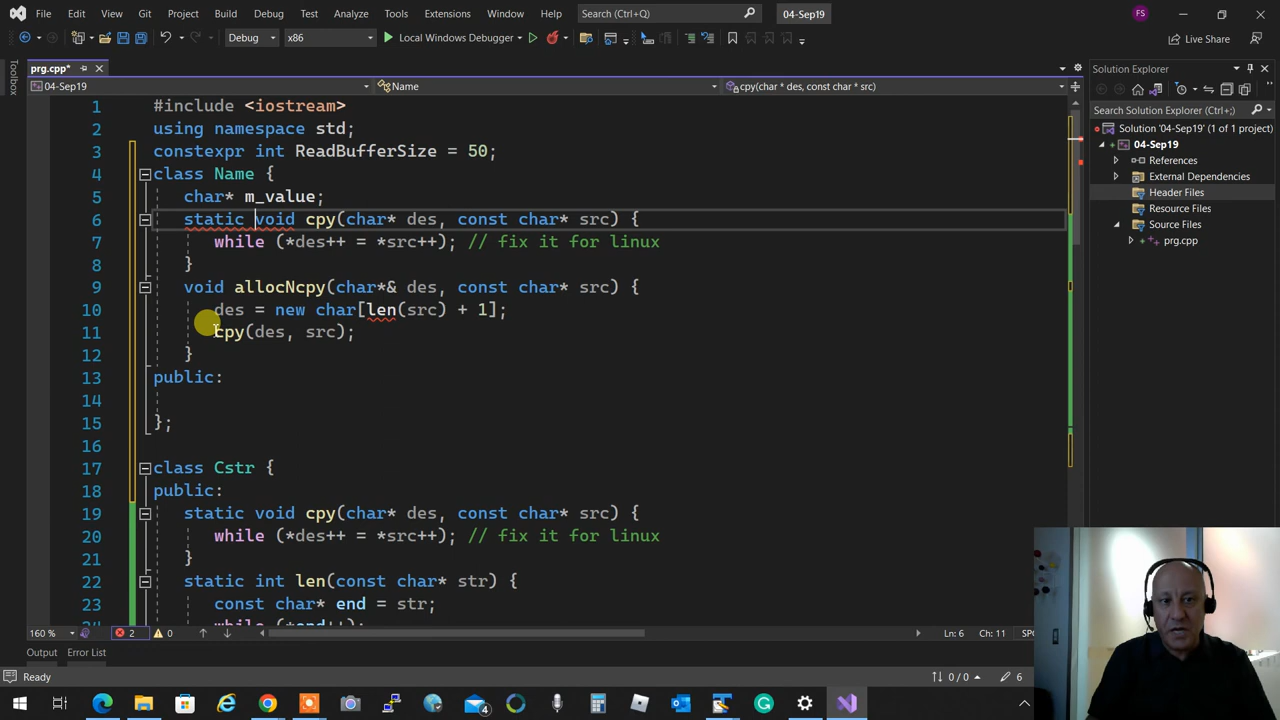 File Edit View Git Project Build Debug Test Analyze Tools Extensions Window Help Search (Ctrl+Q) 04-Sep19 FS
Debug x86 Local Windows Debugger Live Share
prg.cpp*
04-Sep19 Name cpy(char * des, const char * src)
1 #include <iostream>
2 using namespace std;
3 constexpr int ReadBufferSize = 50;
4 class Name {
5 char* m_value;
6 static void cpy(char* des, const char* src) {
7 while (*des++ = *src++); // fix it for linux
8 }
9 void allocNcpy(char*& des, const char* src) {
10 des = new char[len(src) + 1];
11 cpy(des, src);
12 }
13 public:
14
15 };
16
17 class Cstr {
18 public:
19 static void cpy(char* des, const char* src) {
20 while (*des++ = *src++); // fix it for linux
21 }
22 static int len(const char* str) {
23 const char* end = str;
160 % 2 0 Ln: 6 Ch: 11 SPC
Output Error List
Ready 0 / 0 6
Toolbox
Solution Explorer
Search Solution Explorer (Ctrl+;)
Solution '04-Sep19' (1 of 1 project)
04-Sep19
References
External Dependencies
Header Files
Resource Files
Source Files
prg.cpp
4